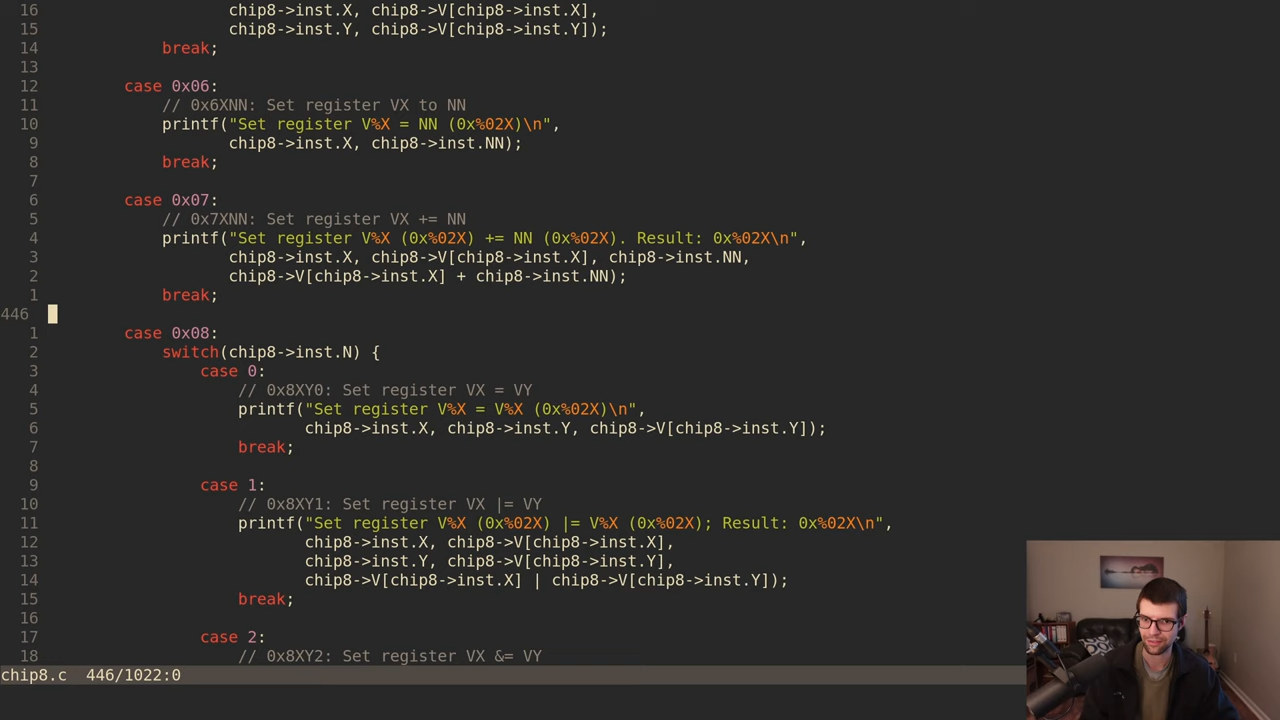 16 chip8->inst.X, chip8->V[chip8->inst.X],
15 chip8->inst.Y, chip8->V[chip8->inst.Y]);
14 break;
13
12 case 0x06:
11 // 0x6XNN: Set register VX to NN
10 printf("Set register V%X = NN (0x%02X)\n",
9 chip8->inst.X, chip8->inst.NN);
8 break;
7
6 case 0x07:
5 // 0x7XNN: Set register VX += NN
4 printf("Set register V%X (0x%02X) += NN (0x%02X). Result: 0x%02X\n",
3 chip8->inst.X, chip8->V[chip8->inst.X], chip8->inst.NN,
2 chip8->V[chip8->inst.X] + chip8->inst.NN);
1 break;
446
1 case 0x08:
2 switch(chip8->inst.N) {
3 case 0:
4 // 0x8XY0: Set register VX = VY
5 printf("Set register V%X = V%X (0x%02X)\n",
6 chip8->inst.X, chip8->inst.Y, chip8->V[chip8->inst.Y]);
7 break;
8
9 case 1:
10 // 0x8XY1: Set register VX |= VY
11 printf("Set register V%X (0x%02X) |= V%X (0x%02X); Result: 0x%02X\n",
12 chip8->inst.X, chip8->V[chip8->inst.X],
13 chip8->inst.Y, chip8->V[chip8->inst.Y],
14 chip8->V[chip8->inst.X] | chip8->V[chip8->inst.Y]);
15 break;
16
17 case 2:
18 // 0x8XY2: Set register VX &= VY
chip8.c 446/1022:0